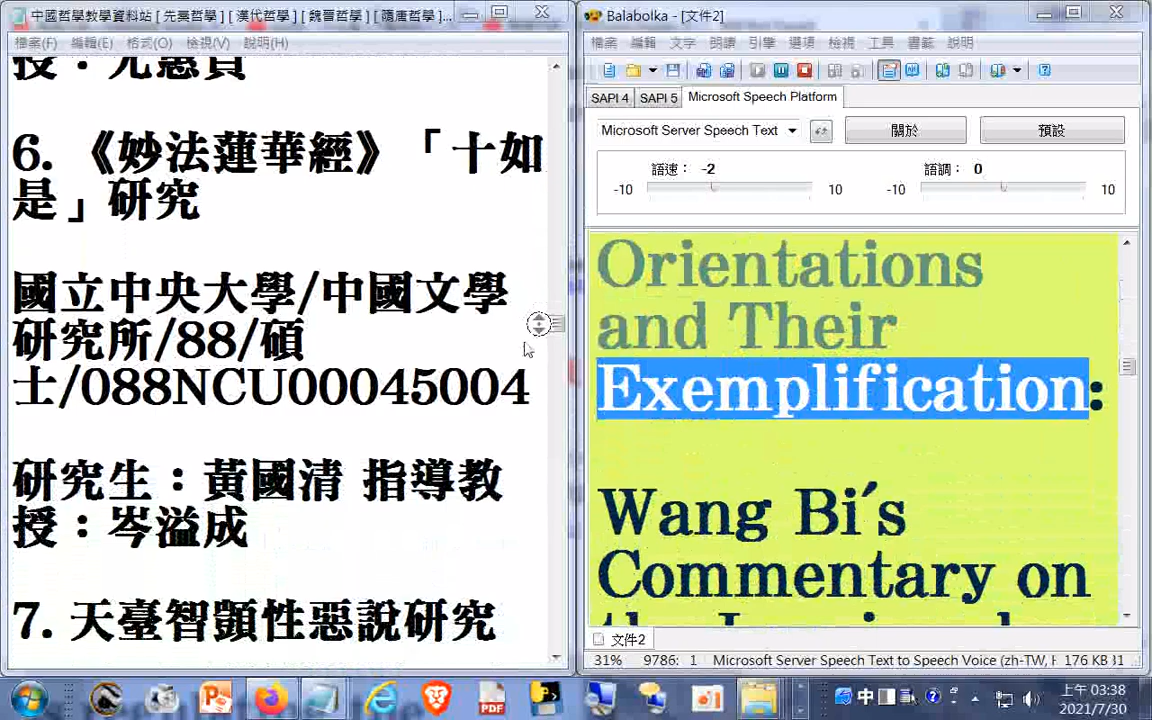 中國哲學教學資料站 [ 先秦哲學 ] [ 漢代哲學 ] [ 魏晉哲學 ] [ 隋唐哲學 ]...
檔案(F) 編輯(E) 格式(O) 檢視(V) 說明(H)
6. 《妙法蓮華經》「十如
是」研究
國立中央大學/中國文學
研究所/88/碩
士/088NCU00045004
研究生：黃國清 指導教
授：岑溢成
7. 天臺智顗性惡說研究
Balabolka - [文件2]
檔案 編輯 文字 朗讀 引擎 選項 檢視 工具 書籤 說明
SAPI 4 SAPI 5 Microsoft Speech Platform
Microsoft Server Speech Text 關於 預設
語速： -2 語調： 0
-10 10 -10 10
Orientations
and Their
Exemplification:
Wang Bi's
Commentary on
文件2
31% 9786: 1 Microsoft Server Speech Text to Speech Voice (zh-TW, H 176 KB
中
上午 03:38
2021/7/30